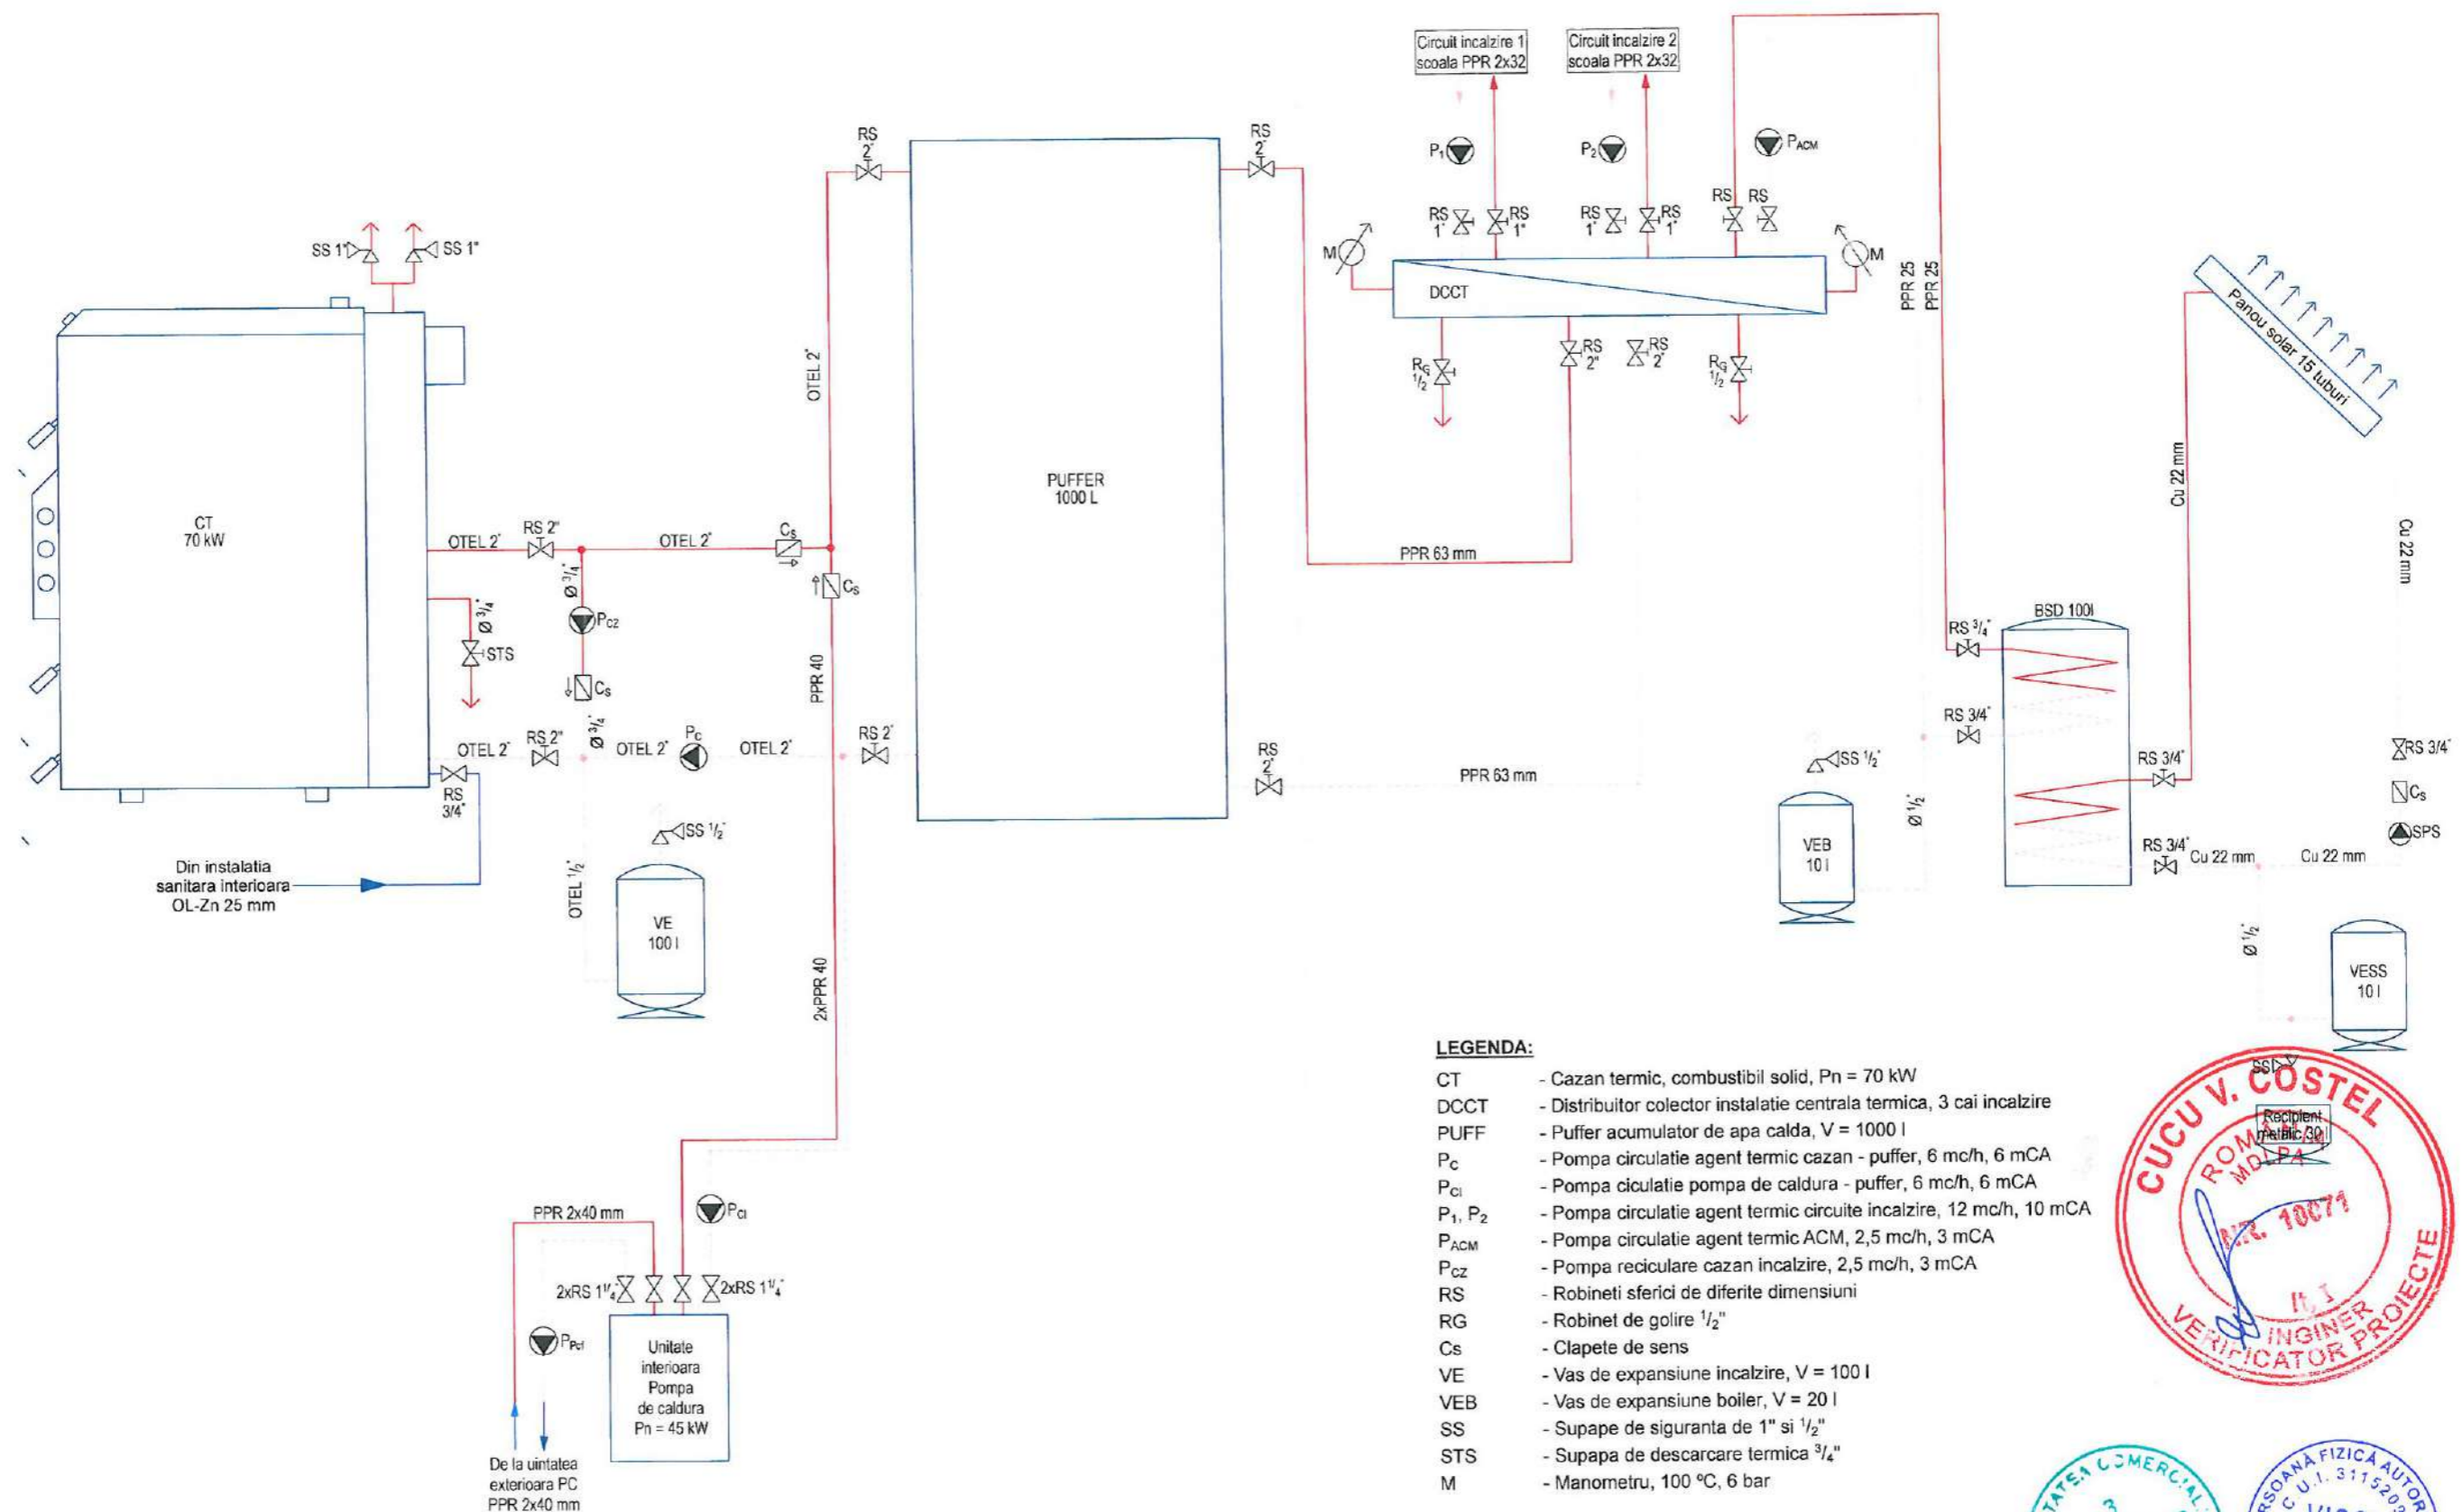 Circuit incalzire 1
scoala PPR 2x32
Circuit incalzire 2
scoala PPR 2x32
RS
2"
RS
2"
P1
P2
PACM
SS 1"
SS 1"
RS
1"
RS
1"
RS
1"
RS
1"
RS
RS
M
M
DCCT
PPR 25
PPR 25
Panou solar 15 tuburi
RG
1/2
RS
2"
RS
2"
RG
1/2
OTEL 2"
PUFFER
1000 L
CT
70 kW
OTEL 2"
RS 2"
OTEL 2"
Cs
PPR 63 mm
Cu 22 mm
Cu 22 mm
Ø 3/4"
Cs
Ø 3/4"
PCZ
STS
Cs
PPR 40
BSD 100l
RS 3/4"
RS 3/4"
OTEL 2"
RS 2"
Ø 3/4"
OTEL 2"
Pc
OTEL 2"
RS 2"
RS
2"
PPR 63 mm
SS 1/2"
RS 3/4"
RS 3/4"
Cs
SPS
RS
3/4"
SS 1/2"
VEB
10 l
Ø 1/2"
RS 3/4"
Cu 22 mm
Cu 22 mm
Din instalatia
sanitara interioara
OL-Zn 25 mm
OTEL 1/2"
VE
100 l
2xPPR 40
Ø 1/2"
VESS
10 l
SS
Recipient
metalic 30 l
PPR 2x40 mm
PCI
2xRS 1 1/4"
2xRS 1 1/4"
PPc1
Unitate
interioara
Pompa
de caldura
Pn = 45 kW
De la uintatea
exterioara PC
PPR 2x40 mm
LEGENDA:
CT - Cazan termic, combustibil solid, Pn = 70 kW
DCCT - Distribuitor colector instalatie centrala termica, 3 cai incalzire
PUFF - Puffer acumulator de apa calda, V = 1000 l
PC - Pompa circulatie agent termic cazan - puffer, 6 mc/h, 6 mCA
PCI - Pompa ciculatie pompa de caldura - puffer, 6 mc/h, 6 mCA
P1, P2 - Pompa circulatie agent termic circuite incalzire, 12 mc/h, 10 mCA
PACM - Pompa circulatie agent termic ACM, 2,5 mc/h, 3 mCA
PCZ - Pompa reciculare cazan incalzire, 2,5 mc/h, 3 mCA
RS - Robineti sferici de diferite dimensiuni
RG - Robinet de golire 1/2"
Cs - Clapete de sens
VE - Vas de expansiune incalzire, V = 100 l
VEB - Vas de expansiune boiler, V = 20 l
SS - Supape de siguranta de 1" si 1/2"
STS - Supapa de descarcare termica 3/4"
M - Manometru, 100 ºC, 6 bar
CUCU V. COSTEL
ROMANIA
MDLPA
NR. 10071
It, I
INGINER
VERIFICATOR PROIECTE